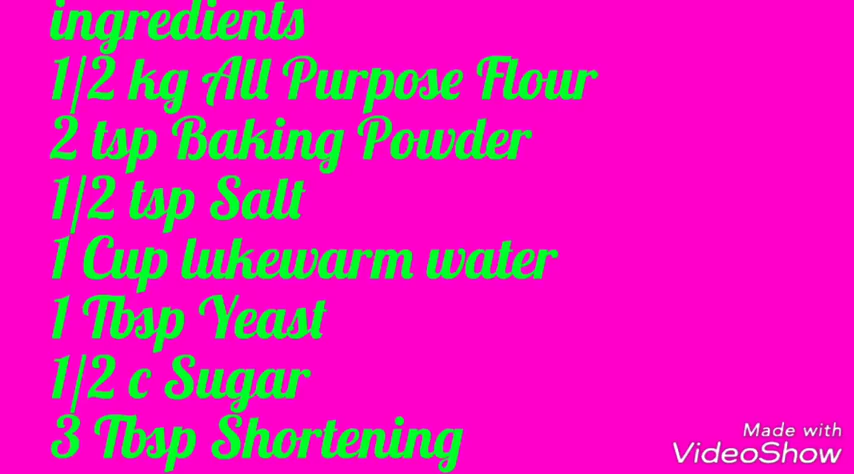 ingredients
1/2 kg All Purpose Flour
2 tsp Baking Powder
1/2 tsp Salt
1 Cup lukewarm water
1 Tbsp Yeast
1/2 c Sugar
3 Tbsp Shortening
Made with
VideoShow